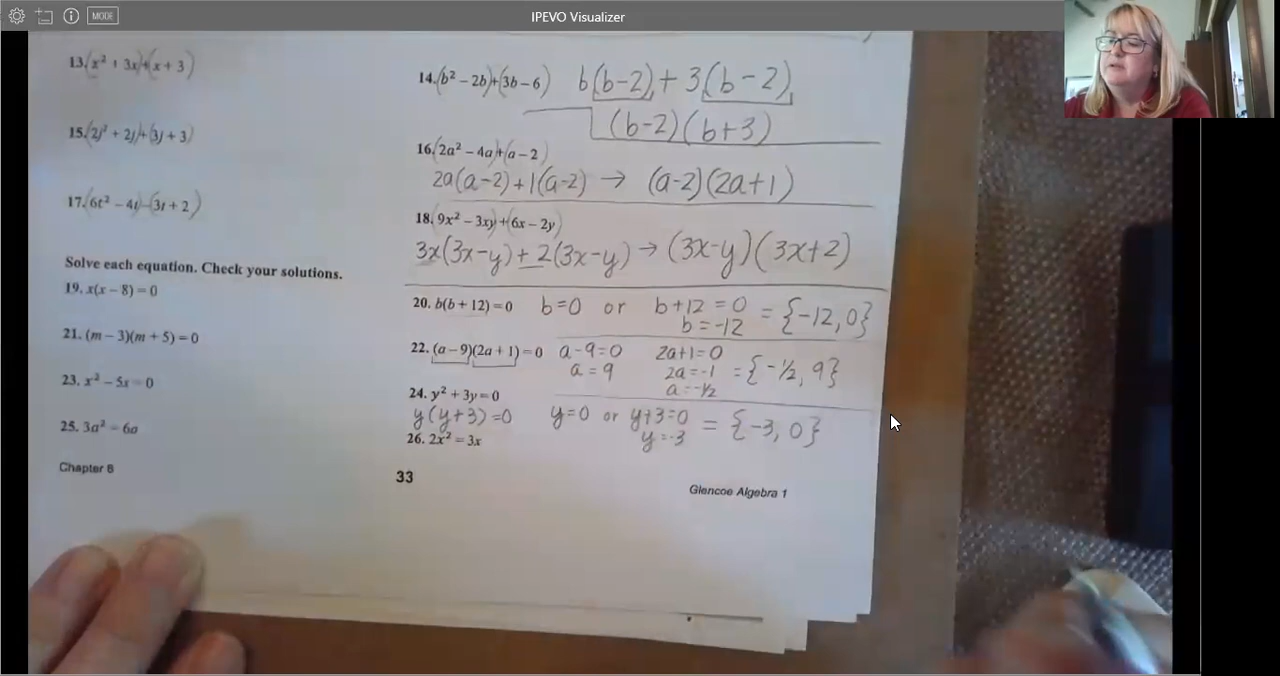 IPEVO Visualizer
MODE
13. (x² + 3x)+(x + 3)
14. (b² − 2b)+(3b − 6) b(b−2) + 3(b−2)
(b−2)(b+3)
15. (2j² + 2j)+(3j + 3)
16. (2a² − 4a)+(a − 2)
2a(a−2)+1(a−2) → (a−2)(2a+1)
17. (6t² − 4t)−(3t + 2)
18. (9x² − 3xy)+(6x − 2y)
3x(3x−y)+2(3x−y) → (3x−y)(3x+2)
Solve each equation. Check your solutions.
19. x(x − 8) = 0
20. b(b + 12) = 0 b=0 or b+12=0 = {-12,0}
b=-12
21. (m − 3)(m + 5) = 0
22. (a − 9)(2a + 1) = 0 a-9=0 2a+1=0
a=9 2a=-1 = {-½, 9}
a=-½
23. x² − 5x = 0
24. y² + 3y = 0
y(y+3)=0 y=0 or y+3=0 = {-3, 0}
y=-3
25. 3a² = 6a
26. 2x² = 3x
Chapter 8
33
Glencoe Algebra 1